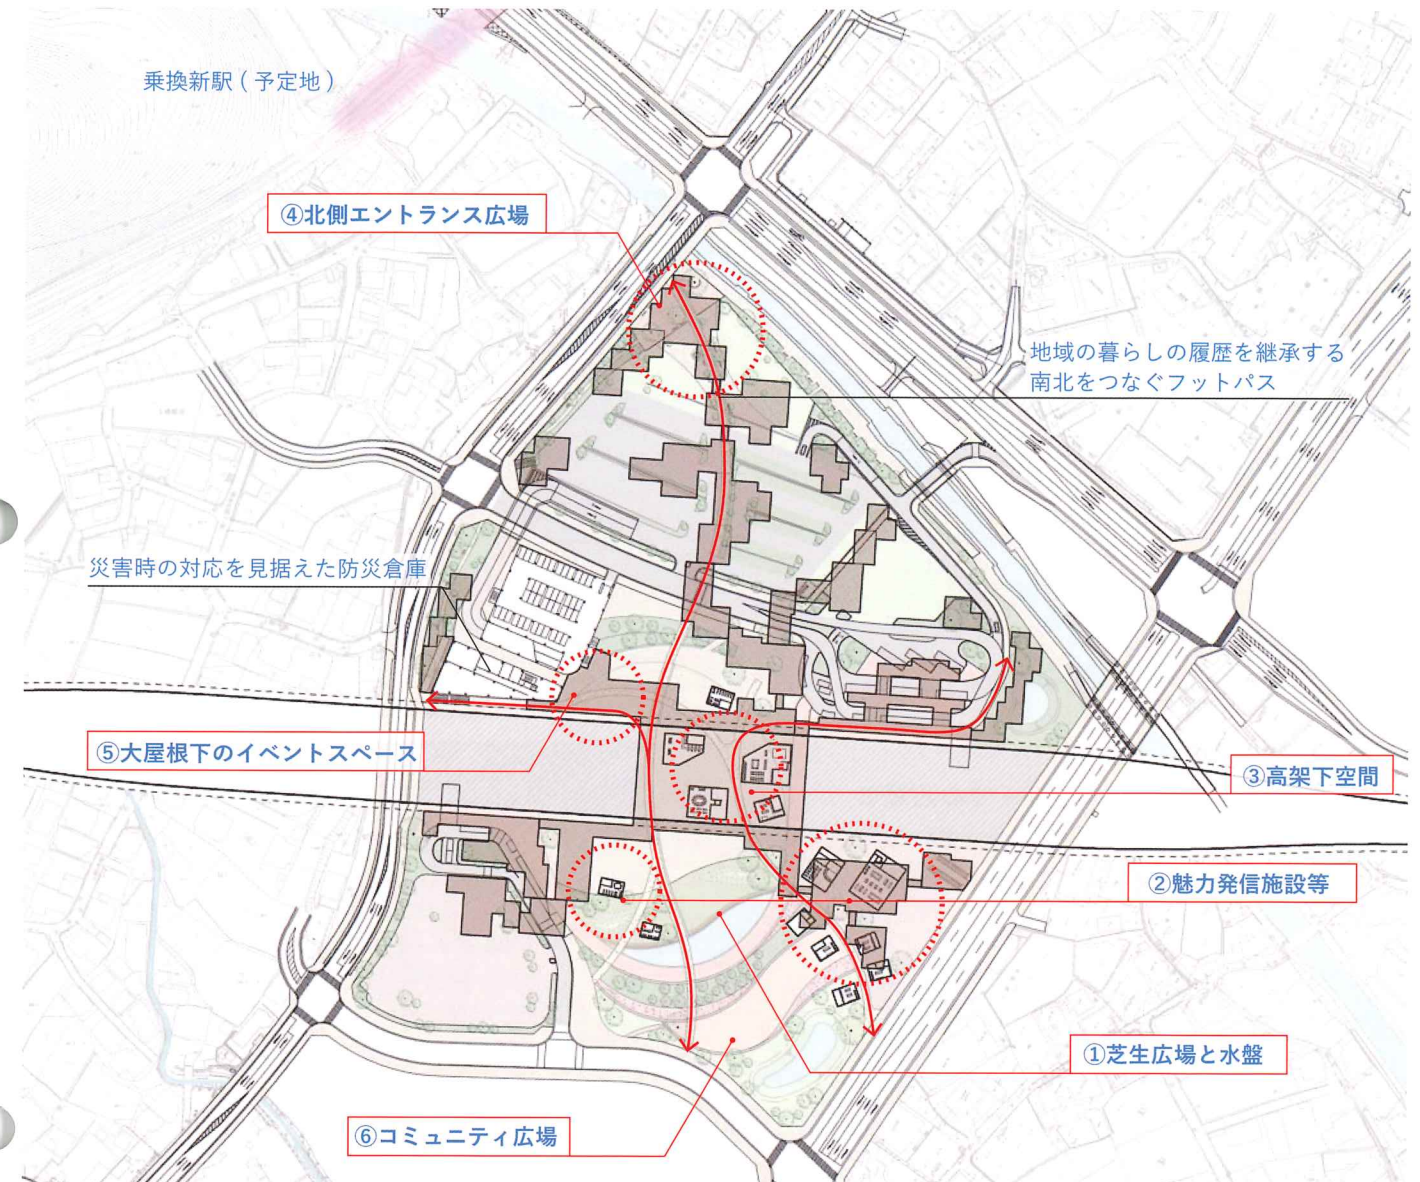 乗換新駅 ( 予定地 )
④北側エントランス広場
地域の暮らしの履歴を継承する
南北をつなぐフットパス
災害時の対応を見据えた防災倉庫
⑤大屋根下のイベントスペース
③高架下空間
②魅力発信施設等
①芝生広場と水盤
⑥コミュニティ広場